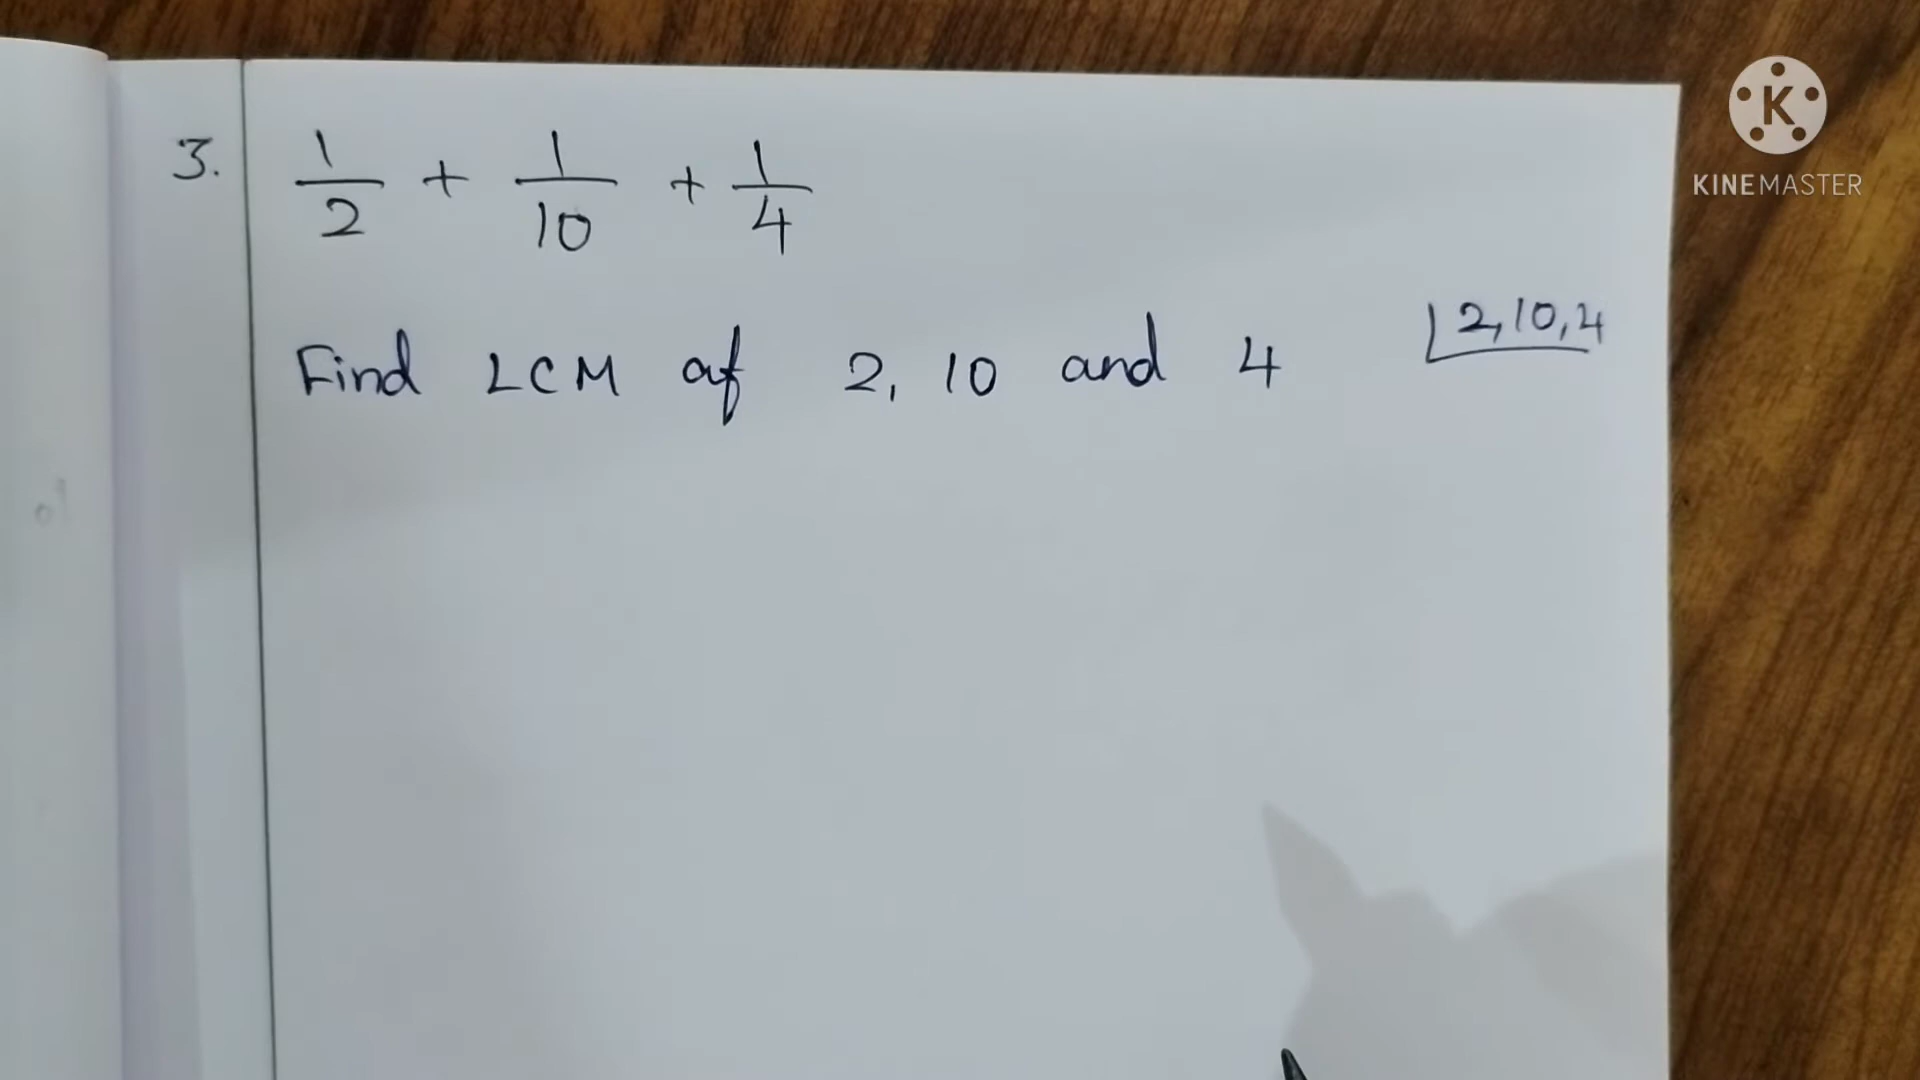 3. 1/2 + 1/10 + 1/4
Find LCM of 2, 10 and 4
2, 10, 4
K
KINEMASTER